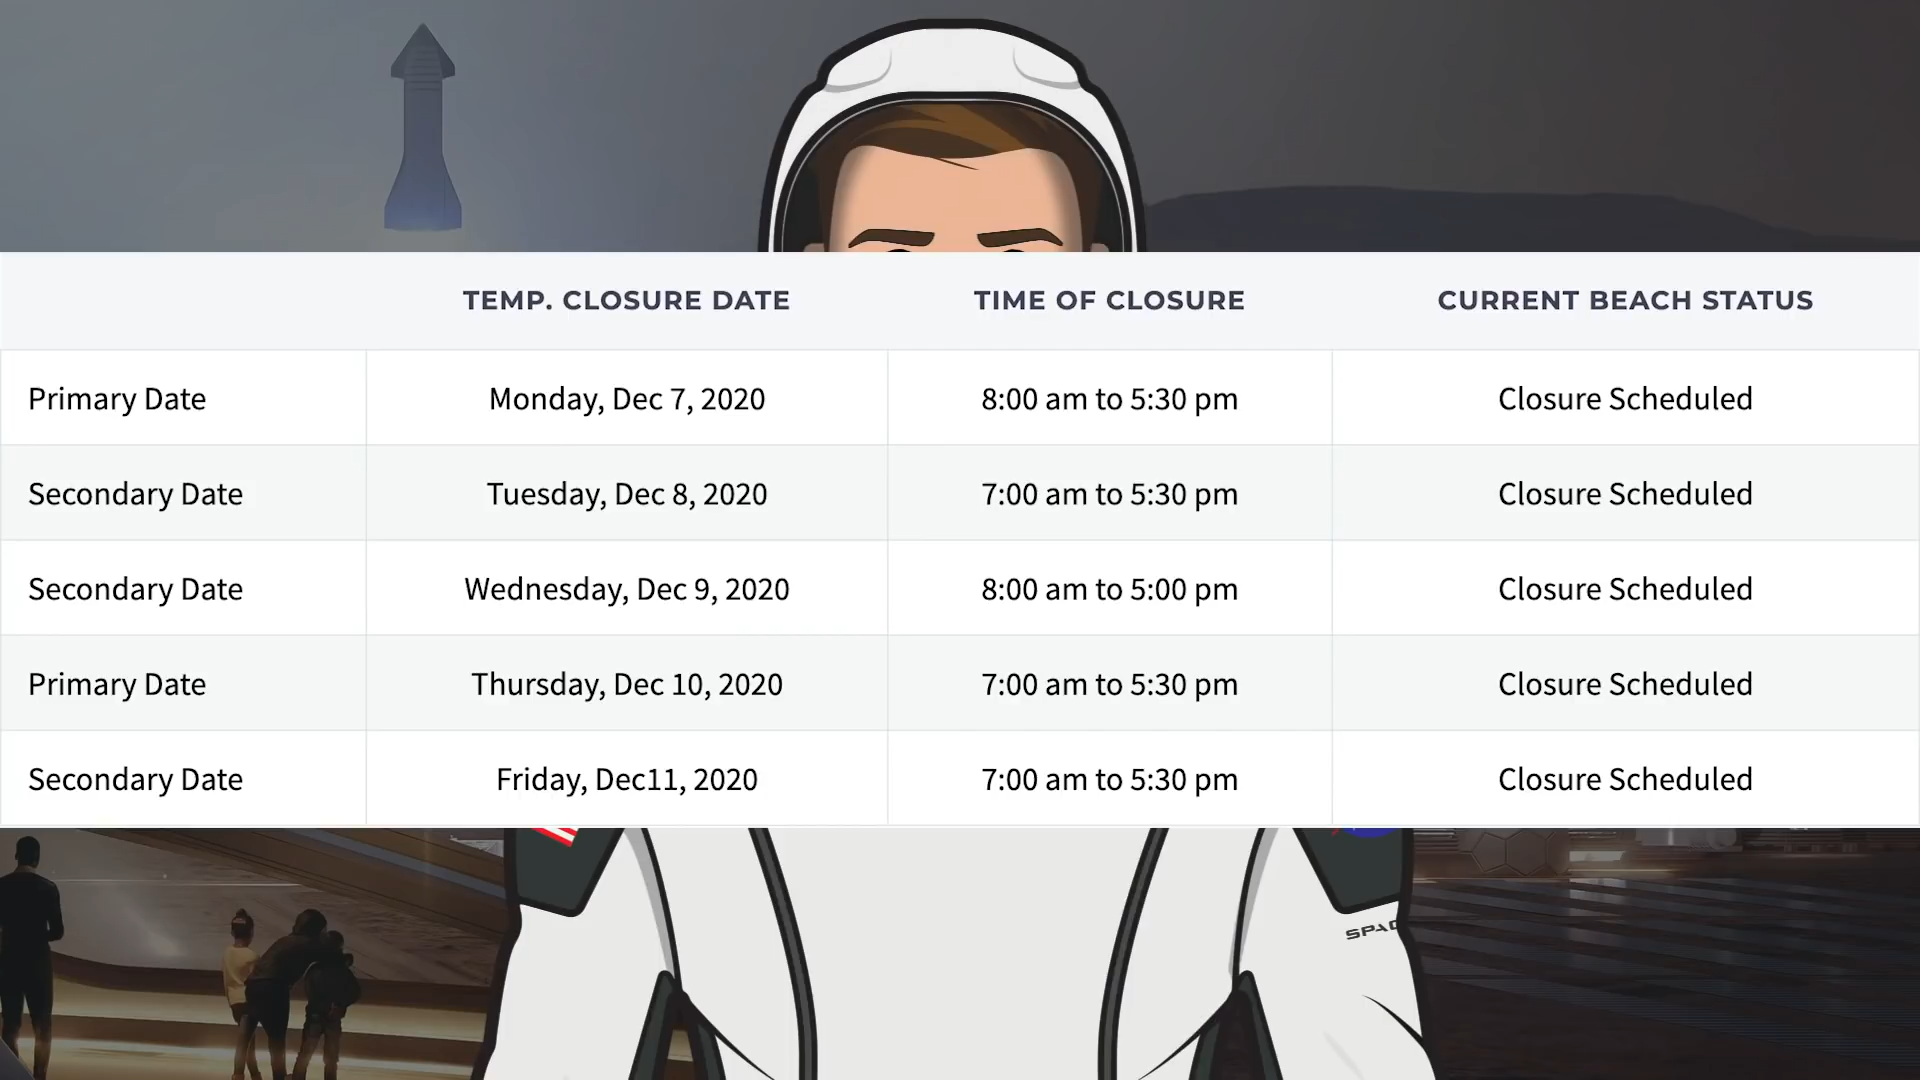 TEMP. CLOSURE DATE TIME OF CLOSURE CURRENT BEACH STATUS
Primary Date Monday, Dec 7, 2020 8:00 am to 5:30 pm Closure Scheduled
Secondary Date Tuesday, Dec 8, 2020 7:00 am to 5:30 pm Closure Scheduled
Secondary Date Wednesday, Dec 9, 2020 8:00 am to 5:00 pm Closure Scheduled
Primary Date Thursday, Dec 10, 2020 7:00 am to 5:30 pm Closure Scheduled
Secondary Date Friday, Dec11, 2020 7:00 am to 5:30 pm Closure Scheduled